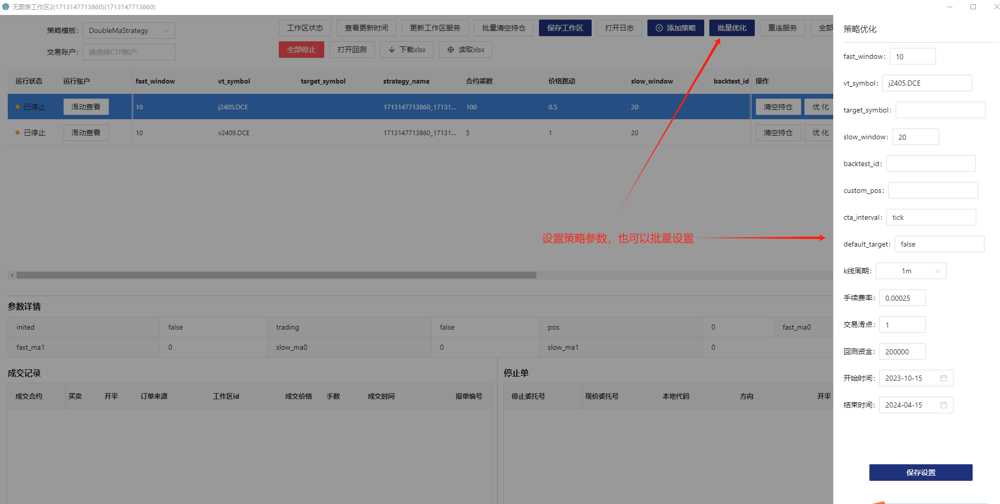 无图表工作区2(1713147713860)(1713147713860)
策略模板： DoubleMaStrategy
交易账户： 请选择CTP账户
工作区状态 查看更新时间 更新工作区服务 批量清空持仓 保存工作区 打开日志 添加策略 批量优化 重连服务 全部
全部停止 打开回测 下载xlsx 读取xlsx
运行状态 运行账户 fast_window vt_symbol target_symbol strategy_name 合约乘数 价格跳动 slow_window backtest_id 操作
已停止 滑动查看 10 j2405.DCE 1713147713860_17131... 100 0.5 20 清空持仓 优 化
已停止 滑动查看 10 v2409.DCE 1713147713860_17131... 5 1 20 清空持仓 优 化
设置策略参数，也可以批量设置
参数详情
inited false trading false pos 0 fast_ma0
fast_ma1 0 slow_ma0 0 slow_ma1 0
成交记录
成交合约 买卖 开平 订单来源 工作区id 成交价格 手数 成交时间 报单编号
停止单
停止委托号 现价委托号 本地代码 方向 开平
策略优化
fast_window： 10
vt_symbol： j2405.DCE
target_symbol：
slow_window： 20
backtest_id：
custom_pos：
cta_interval： tick
default_target： false
k线周期： 1m
手续费率： 0.00025
交易滑点： 1
回测资金： 200000
开始时间： 2023-10-15
结束时间： 2024-04-15
保存设置